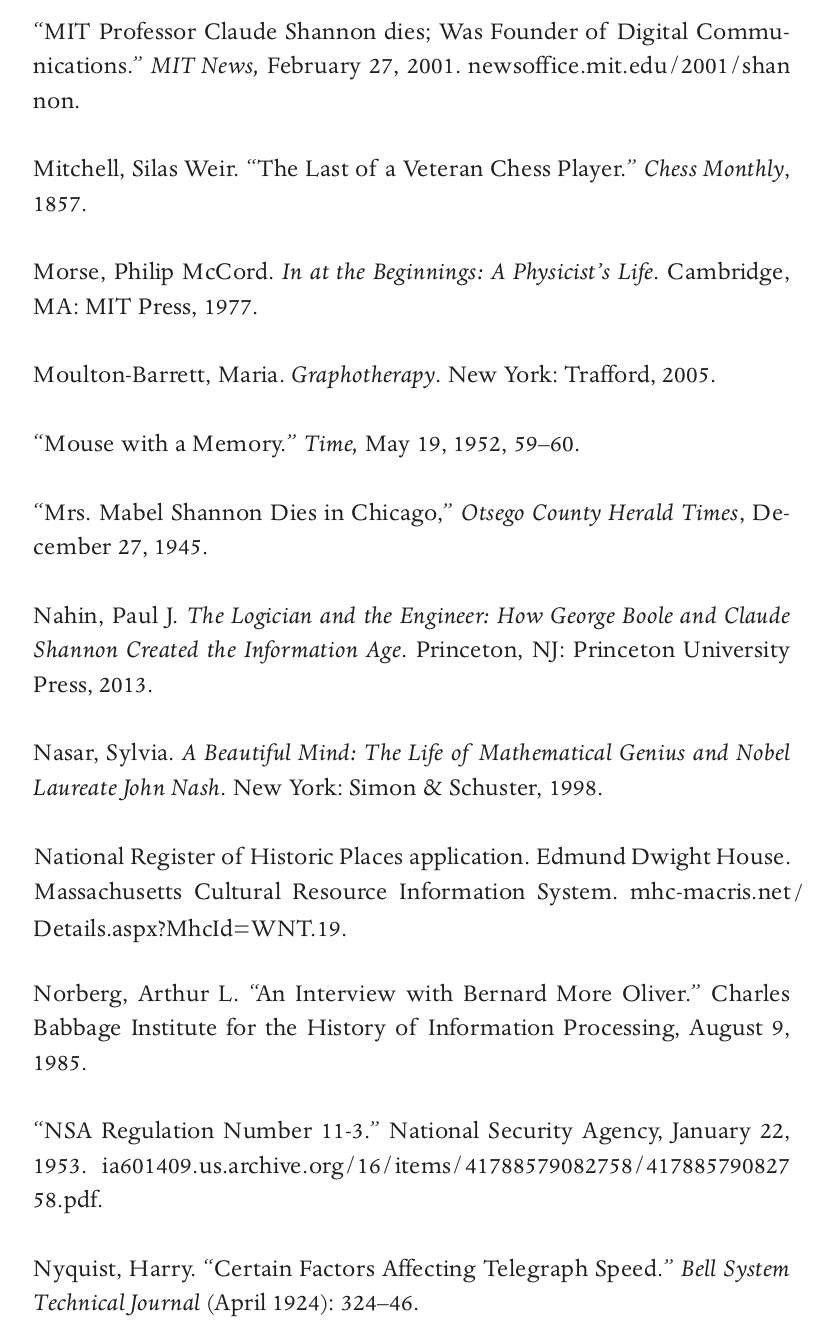 “MIT Professor Claude Shannon dies; Was Founder of Digital Commu-
nications.” MIT News, February 27, 2001. newsoffice.mit.edu/2001/shan
non.
Mitchell, Silas Weir. “The Last of a Veteran Chess Player.” Chess Monthly,
1857.
Morse, Philip McCord. In at the Beginnings: A Physicist’s Life. Cambridge,
MA: MIT Press, 1977.
Moulton-Barrett, Maria. Graphotherapy. New York: Trafford, 2005.
“Mouse with a Memory.” Time, May 19, 1952, 59–60.
“Mrs. Mabel Shannon Dies in Chicago,” Otsego County Herald Times, De-
cember 27, 1945.
Nahin, Paul J. The Logician and the Engineer: How George Boole and Claude
Shannon Created the Information Age. Princeton, NJ: Princeton University
Press, 2013.
Nasar, Sylvia. A Beautiful Mind: The Life of Mathematical Genius and Nobel
Laureate John Nash. New York: Simon & Schuster, 1998.
National Register of Historic Places application. Edmund Dwight House.
Massachusetts Cultural Resource Information System. mhc-macris.net/
Details.aspx?MhcId=WNT.19.
Norberg, Arthur L. “An Interview with Bernard More Oliver.” Charles
Babbage Institute for the History of Information Processing, August 9,
1985.
“NSA Regulation Number 11-3.” National Security Agency, January 22,
1953. ia601409.us.archive.org/16/items/41788579082758/417885790827
58.pdf.
Nyquist, Harry. “Certain Factors Affecting Telegraph Speed.” Bell System
Technical Journal (April 1924): 324–46.